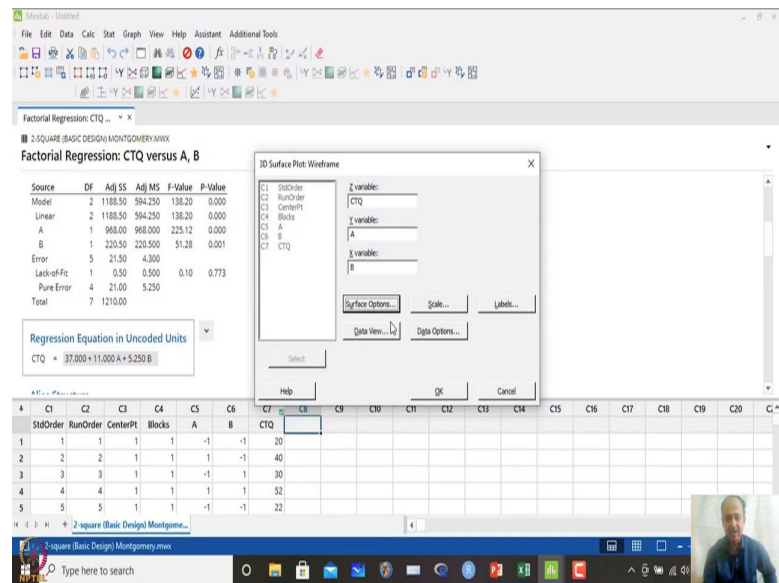 Minitab - Untitled
File Edit Data Calc Stat Graph View Help Assistant Additional Tools
Factorial Regression: CTQ ...
2-SQUARE (BASIC DESIGN) MONTGOMERY.MWX
Factorial Regression: CTQ versus A, B
Source DF Adj SS Adj MS F-Value P-Value
Model 2 1188.50 594.250 138.20 0.000
Linear 2 1188.50 594.250 138.20 0.000
A 1 968.00 968.000 225.12 0.000
B 1 220.50 220.500 51.28 0.001
Error 5 21.50 4.300
Lack-of-Fit 1 0.50 0.500 0.10 0.773
Pure Error 4 21.00 5.250
Total 7 1210.00
Regression Equation in Uncoded Units
CTQ = 37.000 + 11.000 A + 5.250 B
3D Surface Plot: Wireframe
C1 StdOrder
C2 RunOrder
C3 CenterPt
C4 Blocks
C5 A
C6 B
C7 CTQ
Z variable:
CTQ
Y variable:
A
X variable:
B
Surface Options... Scale... Labels...
Data View... Data Options...
Select
Help OK Cancel
C1 C2 C3 C4 C5 C6 C7 C8 C9 C10 C11 C12 C13 C14 C15 C16 C17 C18 C19 C20
StdOrder RunOrder CenterPt Blocks A B CTQ
1 1 1 1 1 -1 -1 20
2 2 2 1 1 1 -1 40
3 3 3 1 1 -1 1 30
4 4 4 1 1 1 1 52
5 5 5 1 1 -1 -1 22
2-square (Basic Design) Montgome...
2-square (Basic Design) Montgomery.mwx
Type here to search
NPTEL